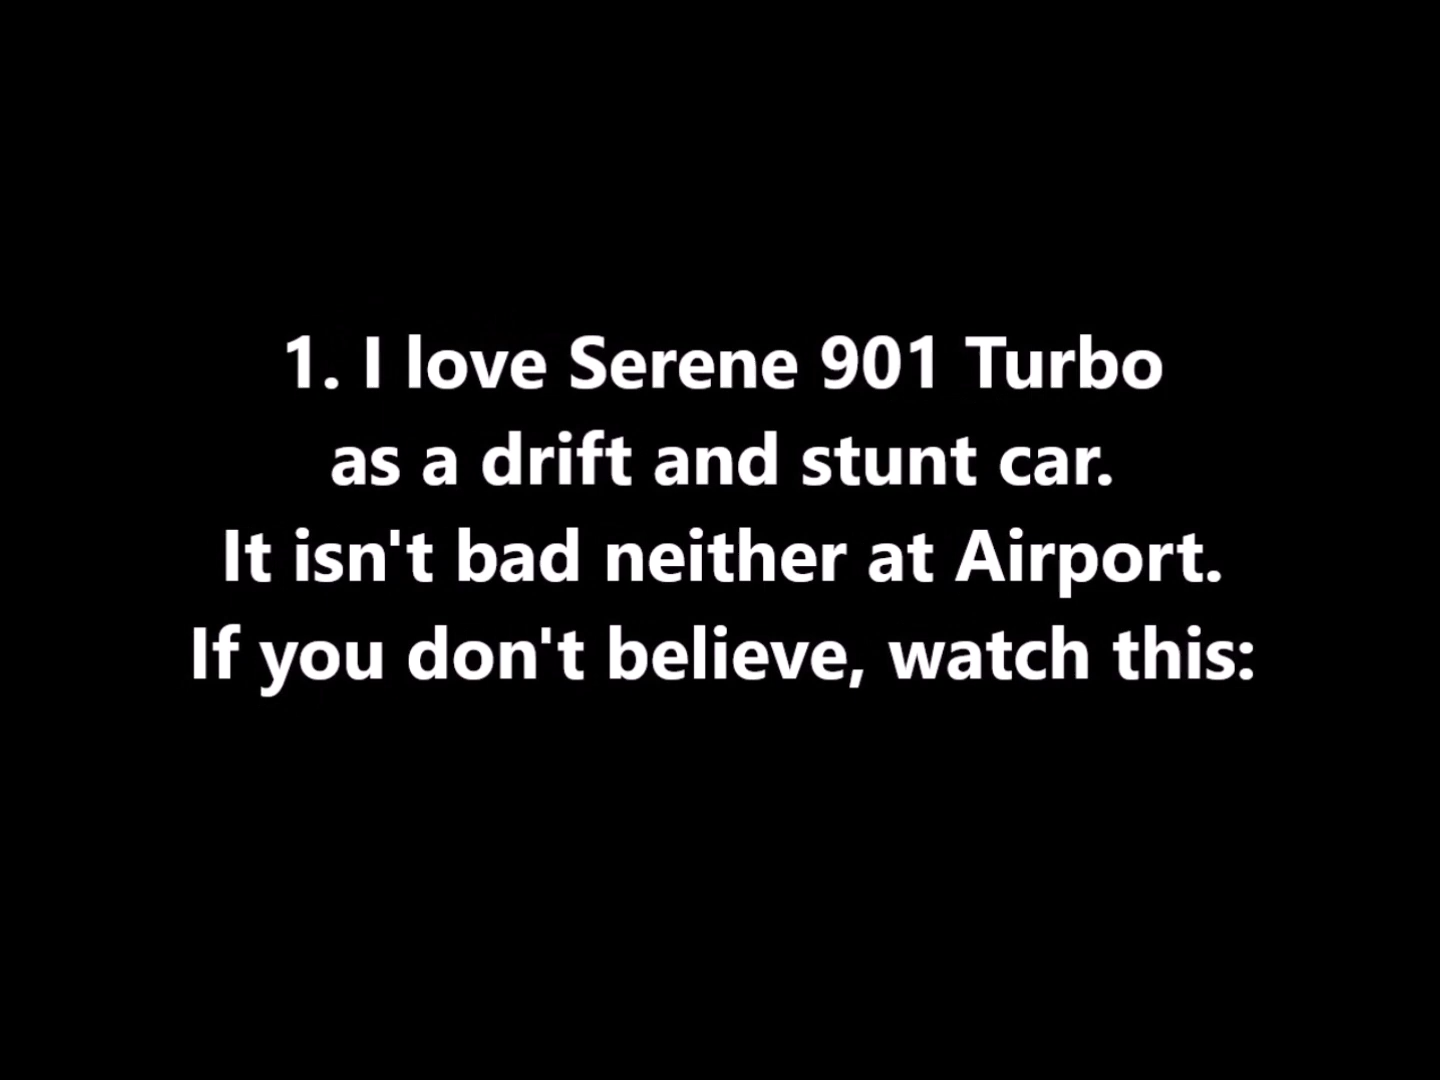 1. I love Serene 901 Turbo
as a drift and stunt car.
It isn't bad neither at Airport.
If you don't believe, watch this: